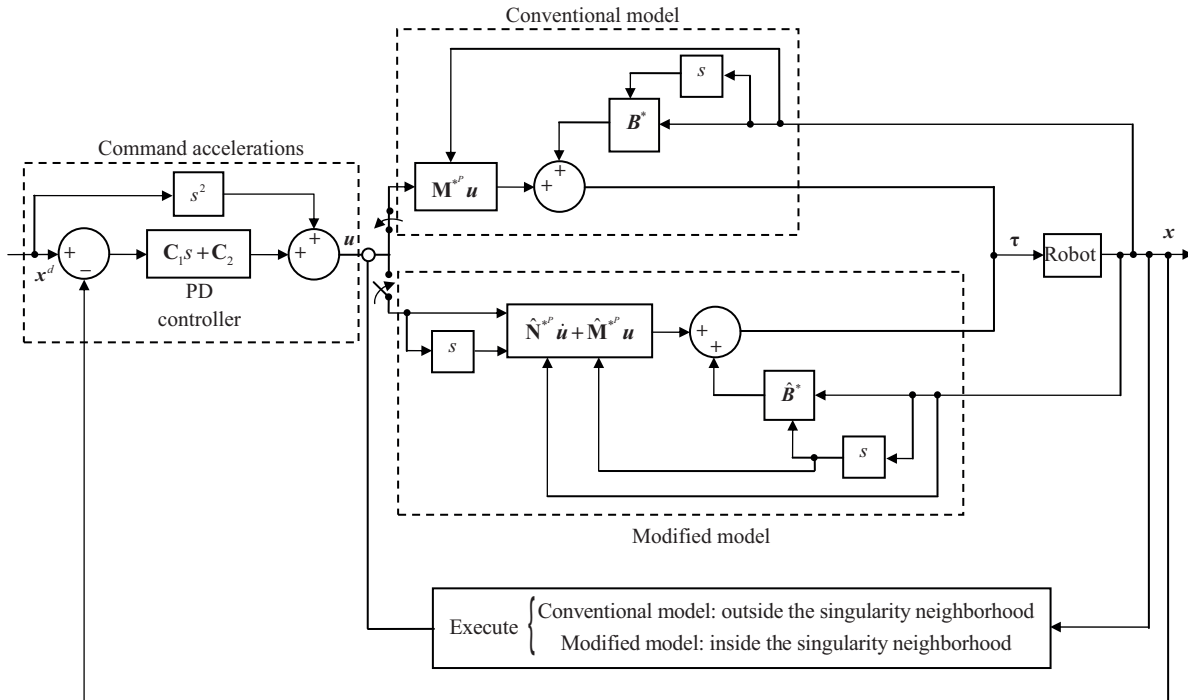 Conventional model
s
B*
Command accelerations
s²
M*ᴾ u
+
+
+
−
C₁s + C₂
+
+
u
x^d
PD
controller
τ
Robot
x
N̂*ᴾ u̇ + M̂*ᴾ u
+
+
s
B̂*
s
Modified model
Execute { Conventional model: outside the singularity neighborhood
Modified model: inside the singularity neighborhood